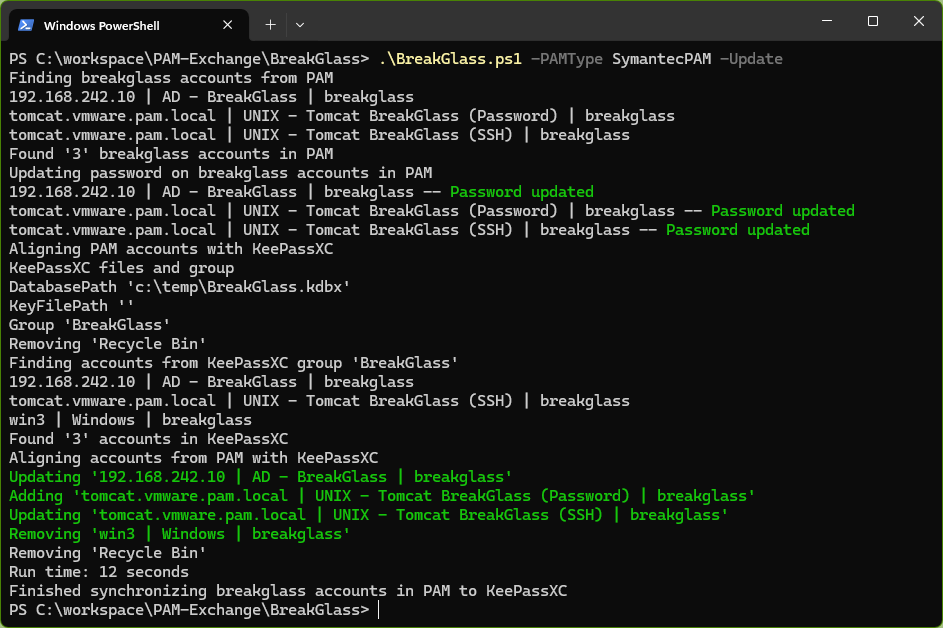 Windows PowerShell
PS C:\workspace\PAM-Exchange\BreakGlass> .\BreakGlass.ps1 -PAMType SymantecPAM -Update
Finding breakglass accounts from PAM
192.168.242.10 | AD - BreakGlass | breakglass
tomcat.vmware.pam.local | UNIX - Tomcat BreakGlass (Password) | breakglass
tomcat.vmware.pam.local | UNIX - Tomcat BreakGlass (SSH) | breakglass
Found '3' breakglass accounts in PAM
Updating password on breakglass accounts in PAM
192.168.242.10 | AD - BreakGlass | breakglass -- Password updated
tomcat.vmware.pam.local | UNIX - Tomcat BreakGlass (Password) | breakglass -- Password updated
tomcat.vmware.pam.local | UNIX - Tomcat BreakGlass (SSH) | breakglass -- Password updated
Aligning PAM accounts with KeePassXC
KeePassXC files and group
DatabasePath 'c:\temp\BreakGlass.kdbx'
KeyFilePath ''
Group 'BreakGlass'
Removing 'Recycle Bin'
Finding accounts from KeePassXC group 'BreakGlass'
192.168.242.10 | AD - BreakGlass | breakglass
tomcat.vmware.pam.local | UNIX - Tomcat BreakGlass (SSH) | breakglass
win3 | Windows | breakglass
Found '3' accounts in KeePassXC
Aligning accounts from PAM with KeePassXC
Updating '192.168.242.10 | AD - BreakGlass | breakglass'
Adding 'tomcat.vmware.pam.local | UNIX - Tomcat BreakGlass (Password) | breakglass'
Updating 'tomcat.vmware.pam.local | UNIX - Tomcat BreakGlass (SSH) | breakglass'
Removing 'win3 | Windows | breakglass'
Removing 'Recycle Bin'
Run time: 12 seconds
Finished synchronizing breakglass accounts in PAM to KeePassXC
PS C:\workspace\PAM-Exchange\BreakGlass>